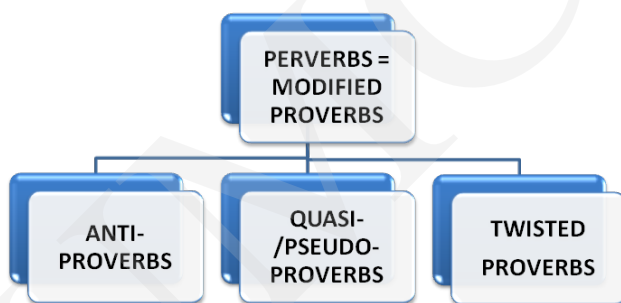 PERVERBS =
MODIFIED
PROVERBS
ANTI-
PROVERBS
QUASI-
/PSEUDO-
PROVERBS
TWISTED
PROVERBS